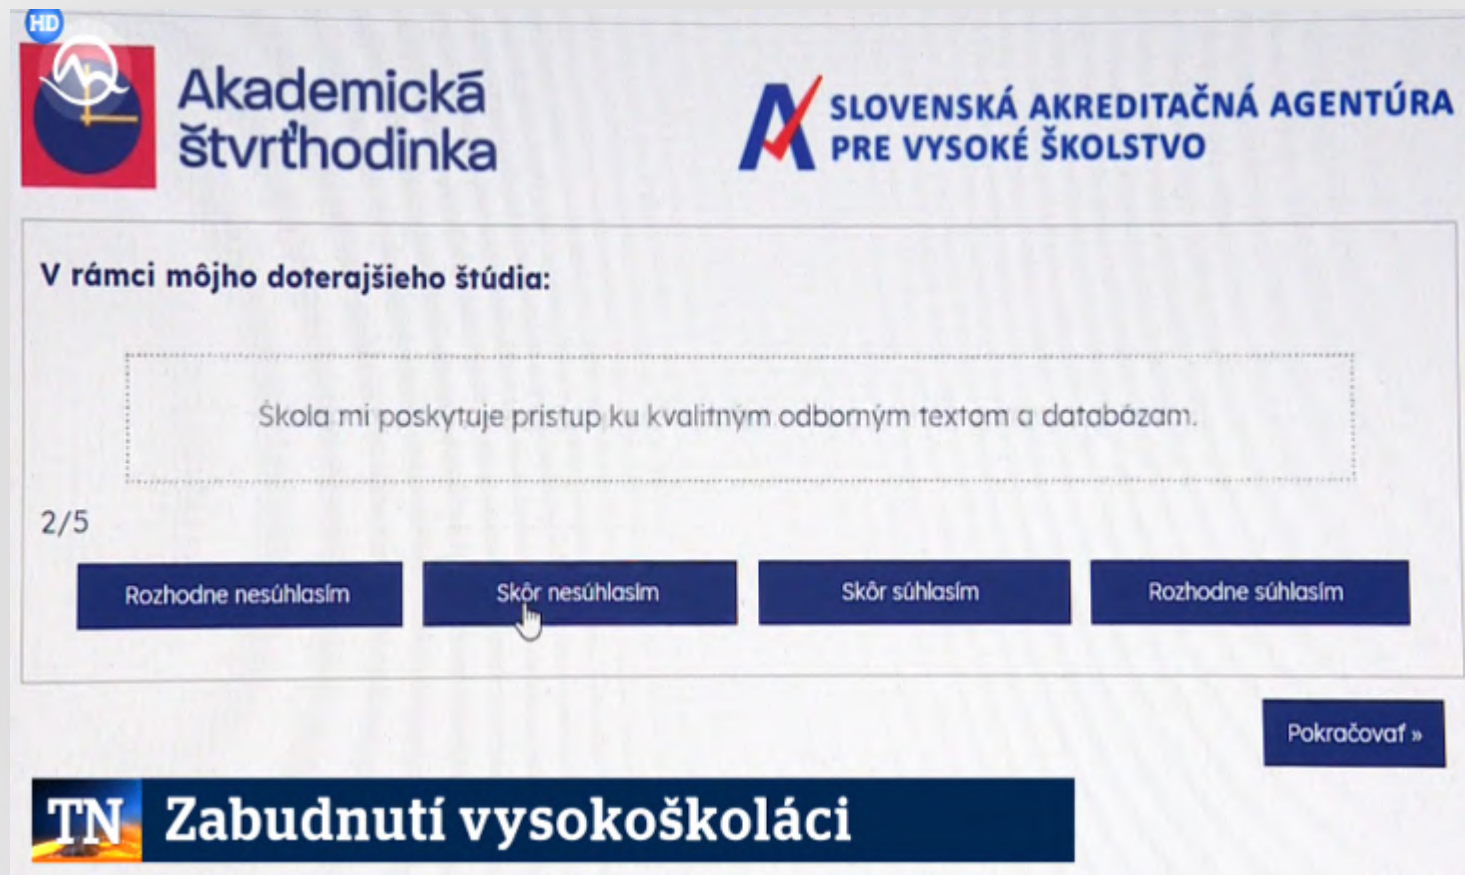 HD
Akademická
štvrťhodinka
SLOVENSKÁ AKREDITAČNÁ AGENTÚRA
PRE VYSOKÉ ŠKOLSTVO
V rámci môjho doterajšieho štúdia:
Škola mi poskytuje prístup ku kvalitným odborným textom a databázam.
2/5
Rozhodne nesúhlasím
Skôr nesúhlasím
Skôr súhlasím
Rozhodne súhlasím
Pokračovať »
TN Zabudnutí vysokoškoláci